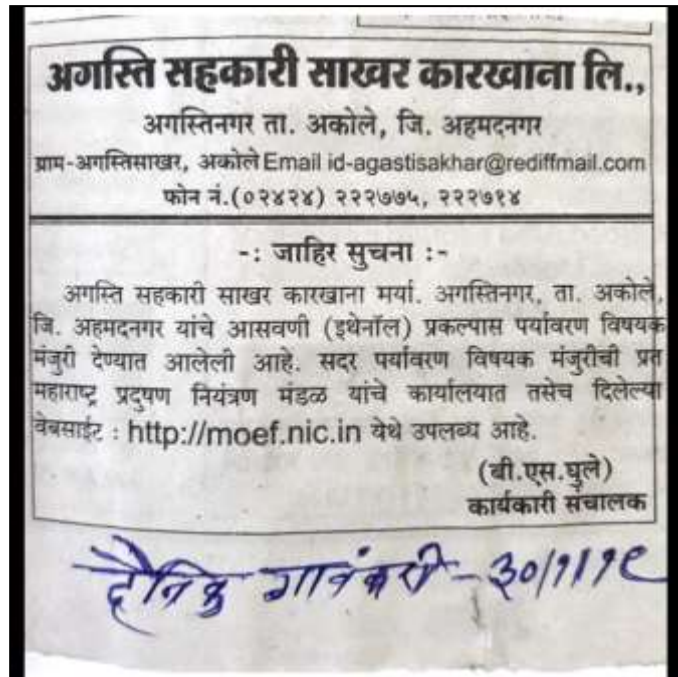 अगस्ति सहकारी साखर कारखाना लि.,
अगस्तिनगर ता. अकोले, जि. अहमदनगर
ग्राम-अगस्तिसाखर, अकोले Email id-agastisakhar@rediffmail.com
फोन नं.(०२४२४) २२२७७५, २२२७१४
-: जाहिर सुचना :-
अगस्ति सहकारी साखर कारखाना मर्या. अगस्तिनगर, ता. अकोले,
जि. अहमदनगर यांचे आसवणी (इथेनॉल) प्रकल्पास पर्यावरण विषयक
मंजुरी देण्यात आलेली आहे. सदर पर्यावरण विषयक मंजुरीची प्रत
महाराष्ट्र प्रदुषण नियंत्रण मंडळ यांचे कार्यालयात तसेच दिलेल्या
वेबसाईट : http://moef.nic.in येथे उपलब्ध आहे.
(बी.एस.घुले)
कार्यकारी संचालक
दैनिक गावकरी - ३०/१/१९